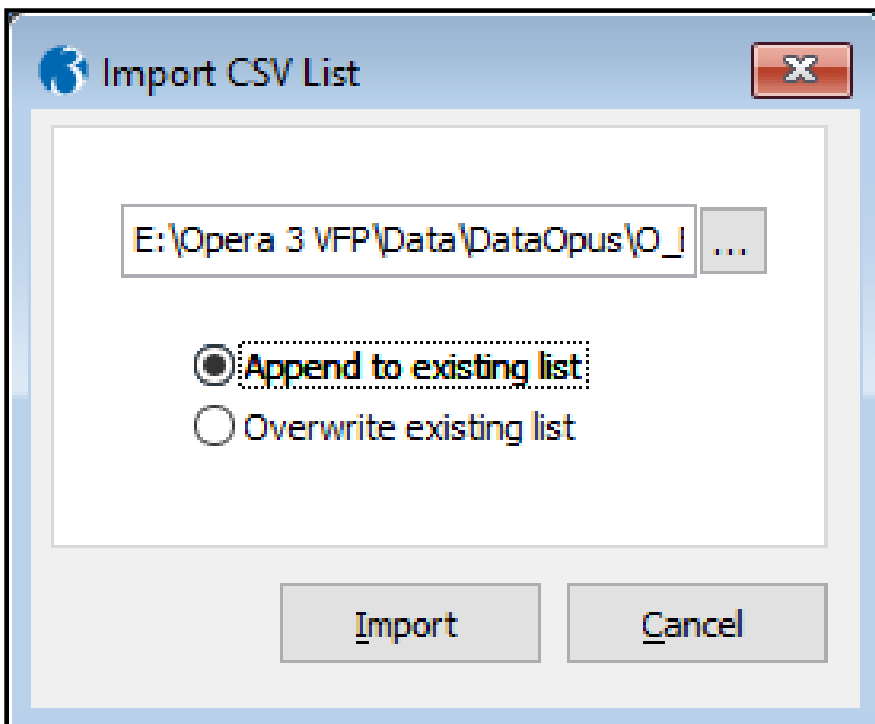 Import CSV List
E:\Opera 3 VFP\Data\DataOpus\O_
...
Append to existing list
Overwrite existing list
Import
Cancel